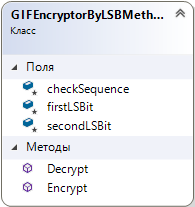 GIFEncryptorByLSBMeth...
Класс
Поля
checkSequence
firstLSBit
secondLSBit
Методы
Decrypt
Encrypt